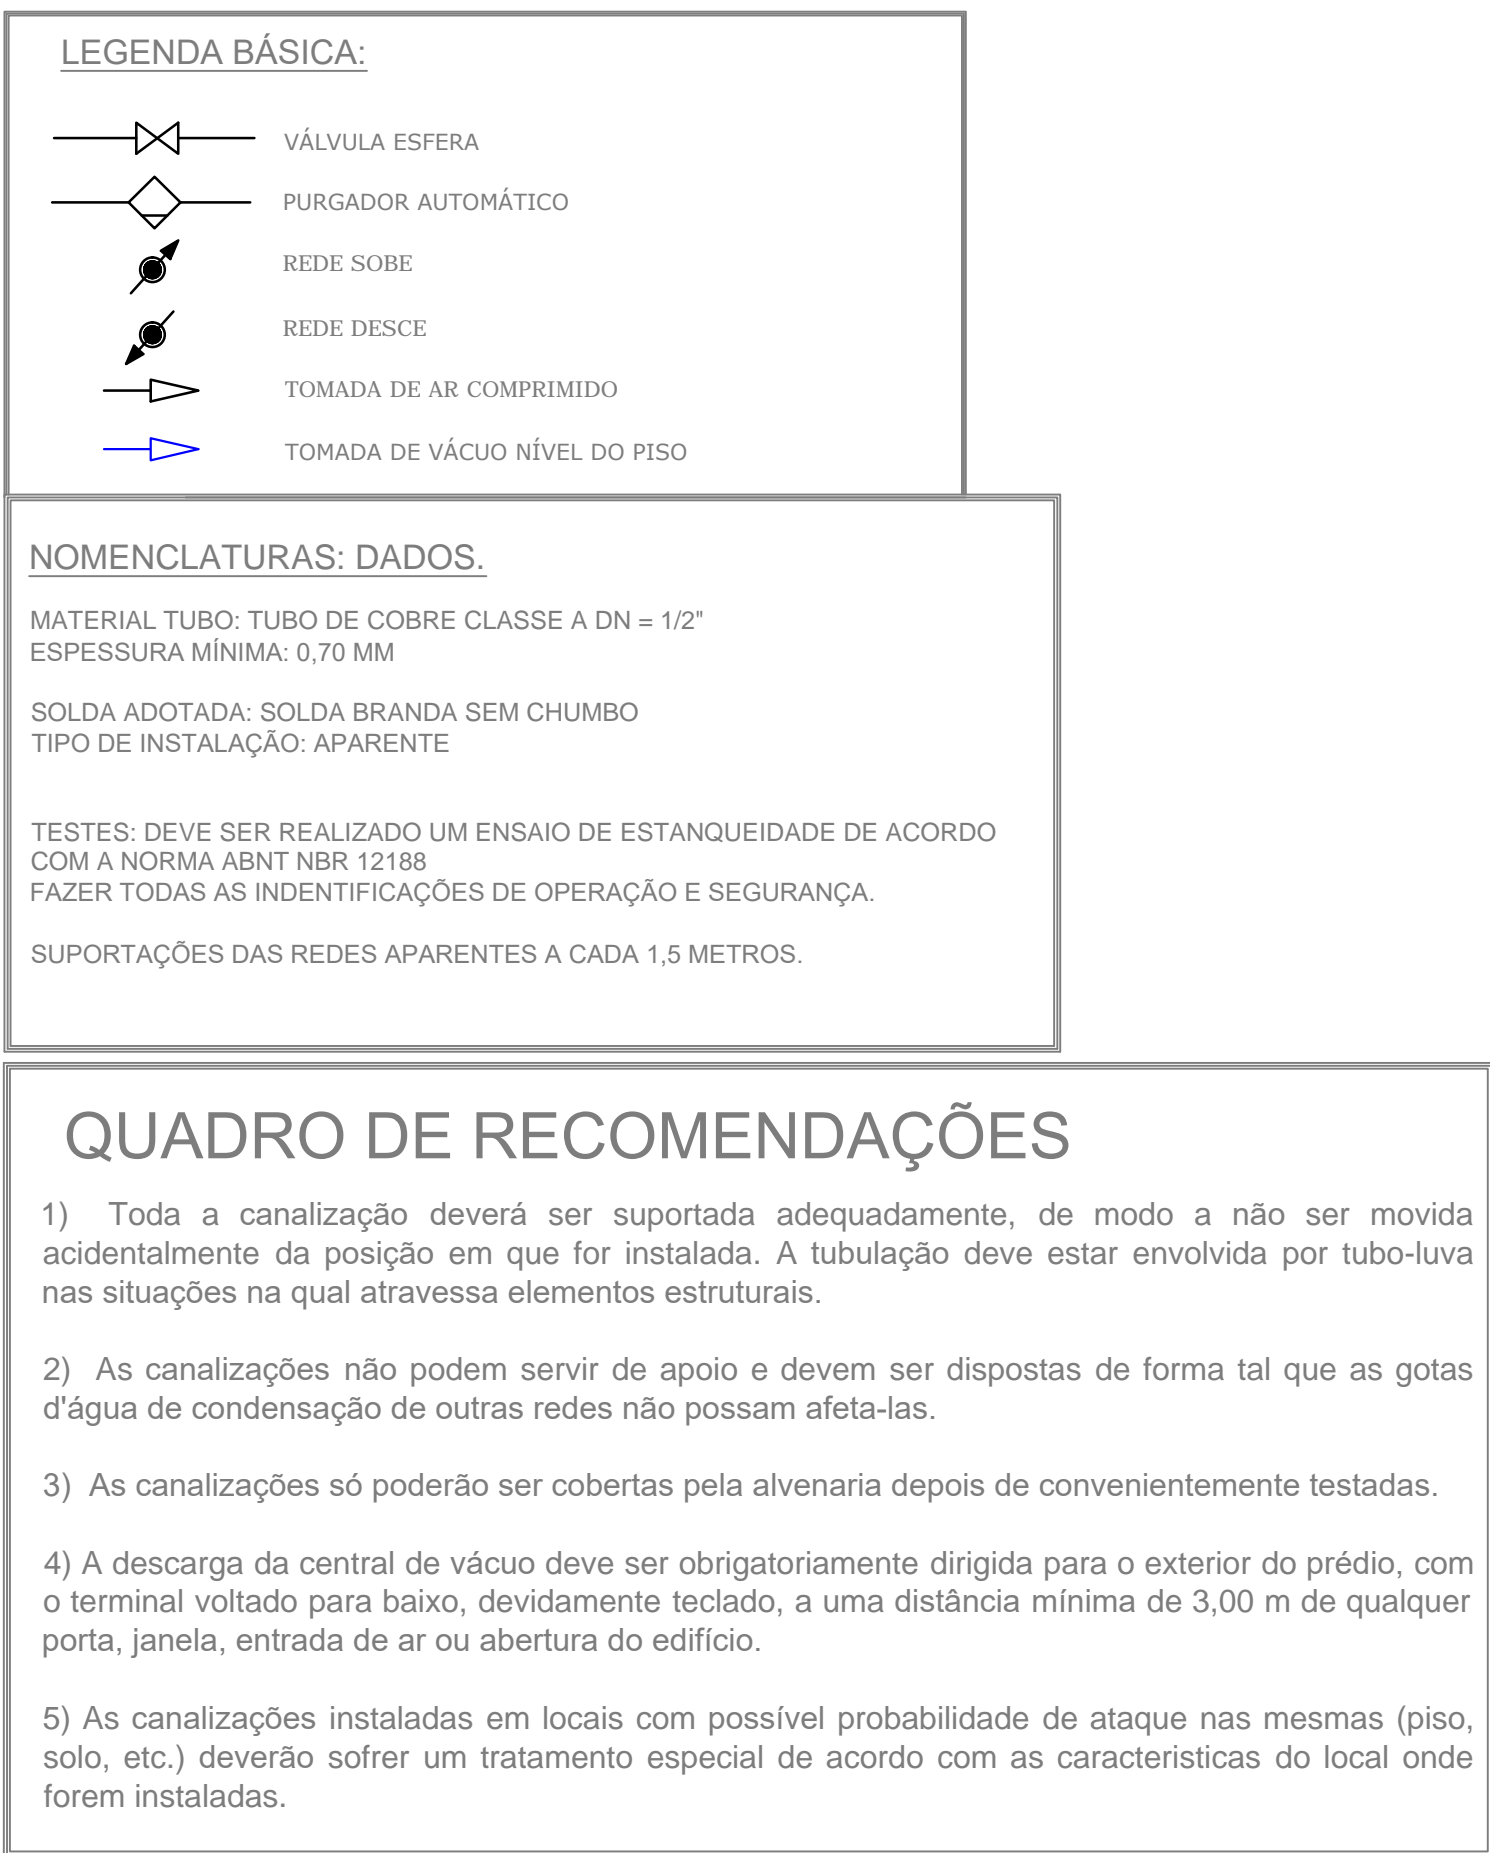 LEGENDA BÁSICA:
VÁLVULA ESFERA
PURGADOR AUTOMÁTICO
REDE SOBE
REDE DESCE
TOMADA DE AR COMPRIMIDO
TOMADA DE VÁCUO NÍVEL DO PISO
NOMENCLATURAS: DADOS.
MATERIAL TUBO: TUBO DE COBRE CLASSE A DN = 1/2"
ESPESSURA MÍNIMA: 0,70 MM
SOLDA ADOTADA: SOLDA BRANDA SEM CHUMBO
TIPO DE INSTALAÇÃO: APARENTE
TESTES: DEVE SER REALIZADO UM ENSAIO DE ESTANQUEIDADE DE ACORDO
COM A NORMA ABNT NBR 12188
FAZER TODAS AS INDENTIFICAÇÕES DE OPERAÇÃO E SEGURANÇA.
SUPORTAÇÕES DAS REDES APARENTES A CADA 1,5 METROS.
QUADRO DE RECOMENDAÇÕES
1) Toda a canalização deverá ser suportada adequadamente, de modo a não ser movida
acidentalmente da posição em que for instalada. A tubulação deve estar envolvida por tubo-luva
nas situações na qual atravessa elementos estruturais.
2) As canalizações não podem servir de apoio e devem ser dispostas de forma tal que as gotas
d'água de condensação de outras redes não possam afeta-las.
3) As canalizações só poderão ser cobertas pela alvenaria depois de convenientemente testadas.
4) A descarga da central de vácuo deve ser obrigatoriamente dirigida para o exterior do prédio, com
o terminal voltado para baixo, devidamente teclado, a uma distância mínima de 3,00 m de qualquer
porta, janela, entrada de ar ou abertura do edifício.
5) As canalizações instaladas em locais com possível probabilidade de ataque nas mesmas (piso,
solo, etc.) deverão sofrer um tratamento especial de acordo com as caracteristicas do local onde
forem instaladas.